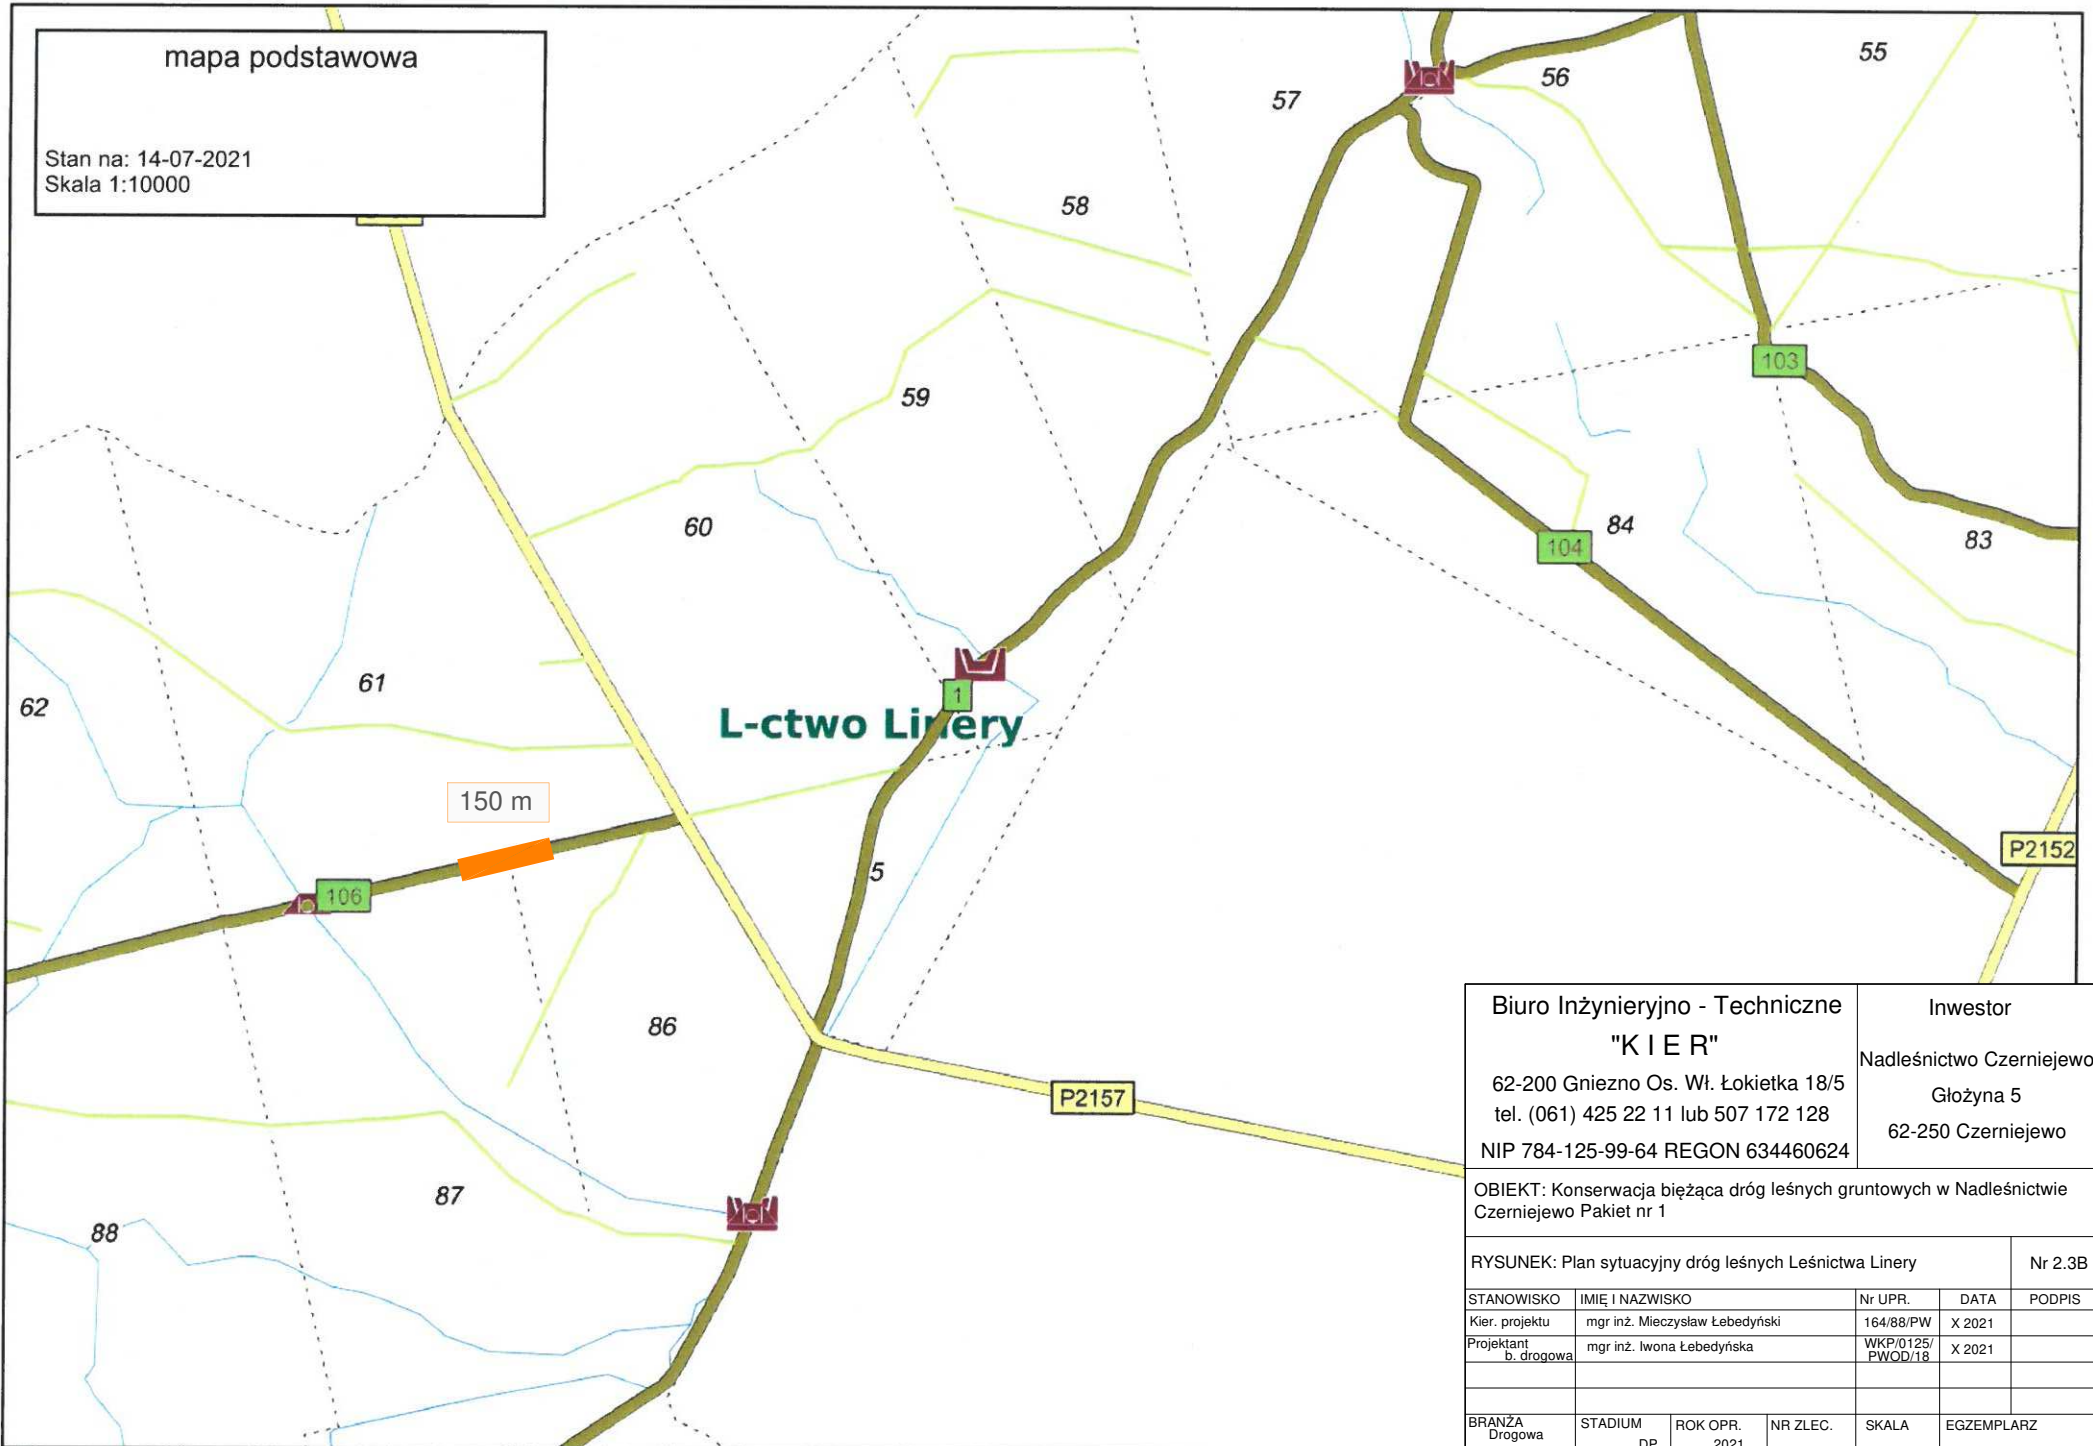 mapa podstawowa
Stan na: 14-07-2021
Skala 1:10000
55
56
57
58
103
59
60
84
104
83
61
62
1
L-ctwo Linery
150 m
P2152
5
106
86
P2157
87
88
Biuro Inżynieryjno - Techniczne
"K I E R"
62-200 Gniezno Os. Wł. Łokietka 18/5
tel. (061) 425 22 11 lub 507 172 128
NIP 784-125-99-64 REGON 634460624
Inwestor
Nadleśnictwo Czerniejewo
Głożyna 5
62-250 Czerniejewo
OBIEKT: Konserwacja bieżąca dróg leśnych gruntowych w Nadleśnictwie
Czerniejewo Pakiet nr 1
RYSUNEK: Plan sytuacyjny dróg leśnych Leśnictwa Linery Nr 2.3B
STANOWISKO IMIĘ I NAZWISKO Nr UPR. DATA PODPIS
Kier. projektu mgr inż. Mieczysław Łebedyński 164/88/PW X 2021
Projektant
b. drogowa mgr inż. Iwona Łebedyńska WKP/0125/
PWOD/18 X 2021
BRANŻA STADIUM ROK OPR. NR ZLEC. SKALA EGZEMPLARZ
Drogowa DP 2021